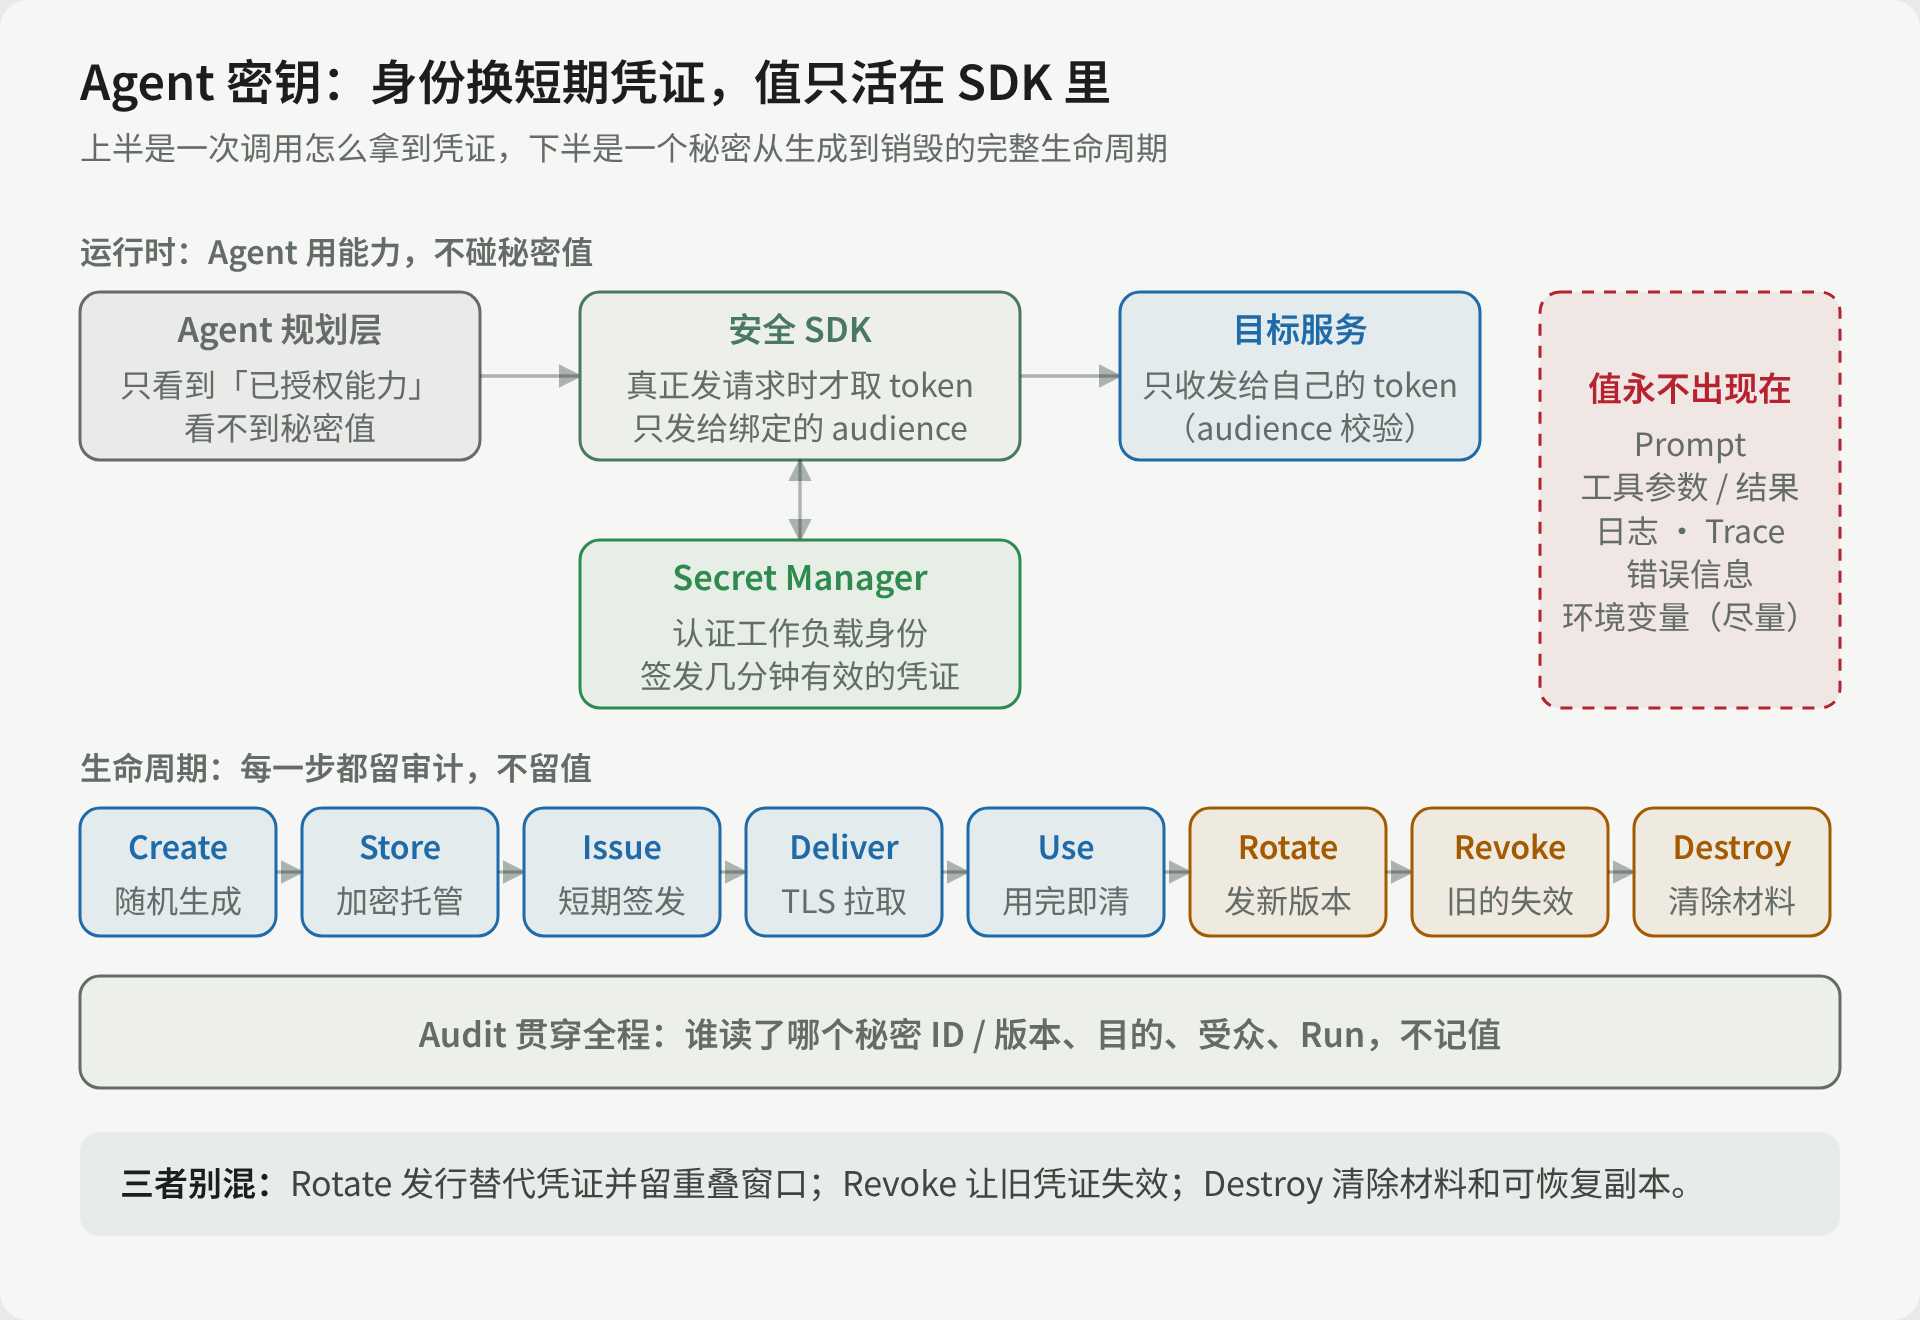 Agent 密钥：身份换短期凭证，值只活在 SDK 里
上半是一次调用怎么拿到凭证，下半是一个秘密从生成到销毁的完整生命周期
运行时：Agent 用能力，不碰秘密值
Agent 规划层
只看到「已授权能力」
看不到秘密值
安全 SDK
真正发请求时才取 token
只发给绑定的 audience
目标服务
只收发给自己的 token
（audience 校验）
Secret Manager
认证工作负载身份
签发几分钟有效的凭证
值永不出现在
Prompt
工具参数 / 结果
日志 · Trace
错误信息
环境变量（尽量）
生命周期：每一步都留审计，不留值
Create
随机生成
Store
加密托管
Issue
短期签发
Deliver
TLS 拉取
Use
用完即清
Rotate
发新版本
Revoke
旧的失效
Destroy
清除材料
Audit 贯穿全程：谁读了哪个秘密 ID / 版本、目的、受众、Run，不记值
三者别混：Rotate 发行替代凭证并留重叠窗口；Revoke 让旧凭证失效；Destroy 清除材料和可恢复副本。